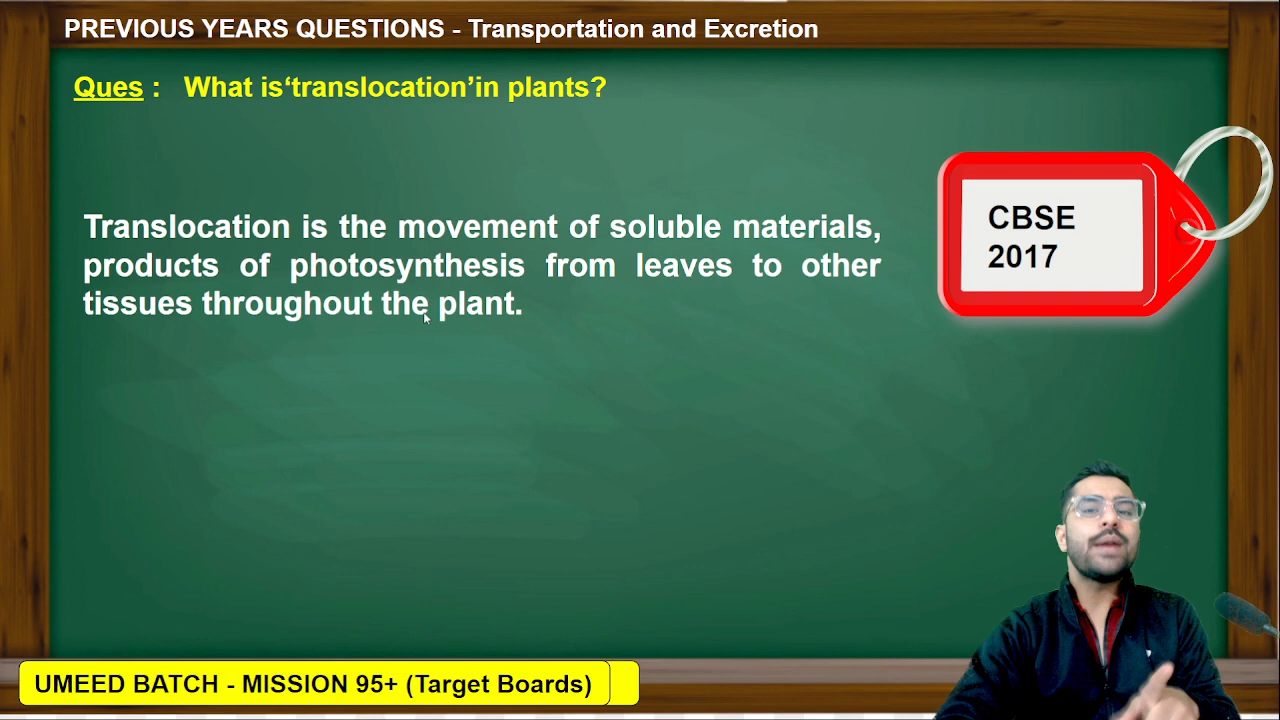 PREVIOUS YEARS QUESTIONS - Transportation and Excretion
Ques : What is‘translocation’in plants?
Translocation is the movement of soluble materials,
products of photosynthesis from leaves to other
tissues throughout the plant.
CBSE
2017
UMEED BATCH - MISSION 95+ (Target Boards)